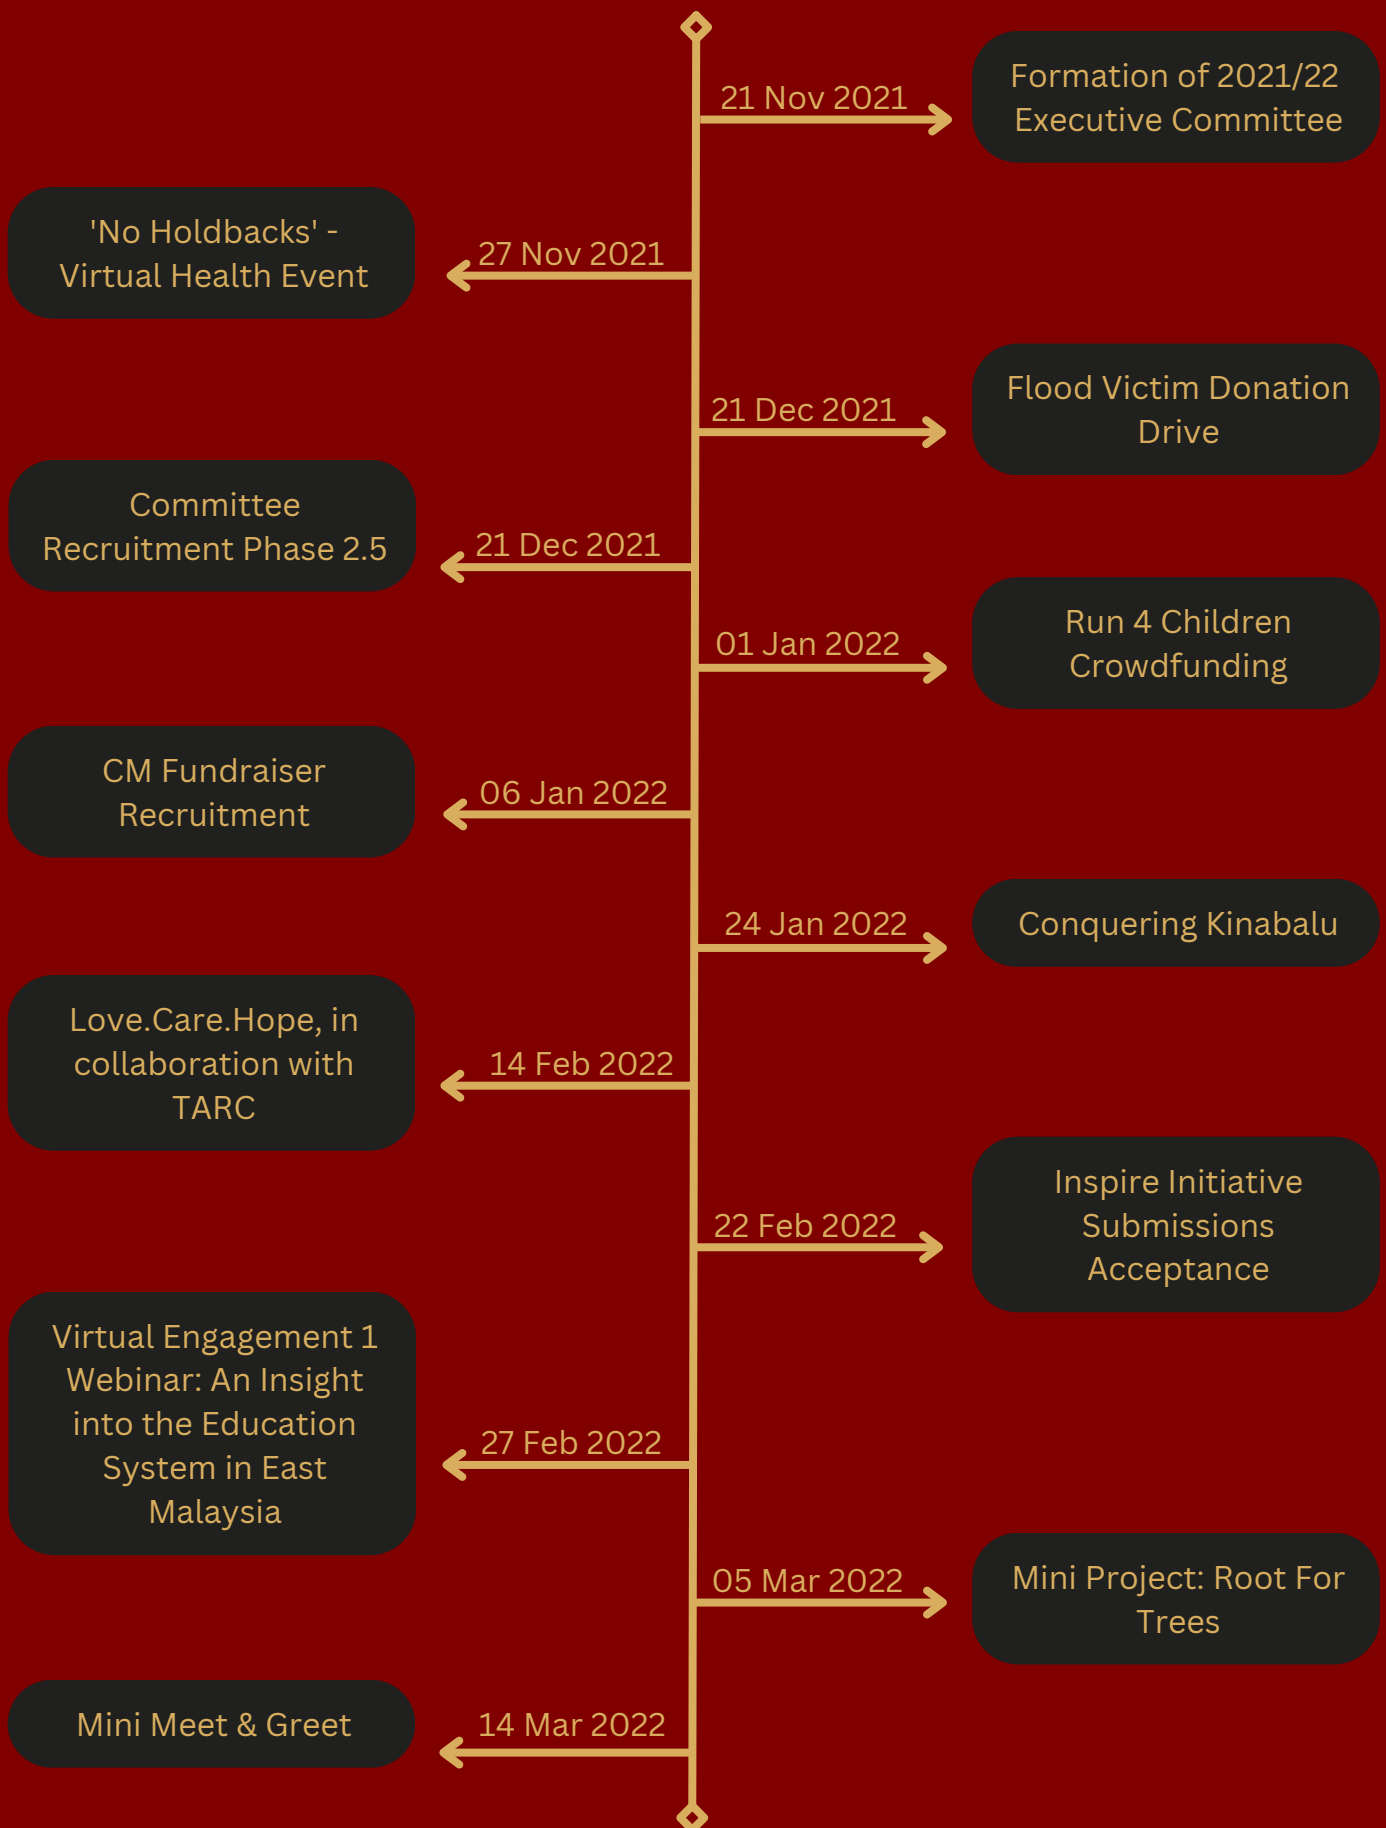 21 Nov 2021
Formation of 2021/22
Executive Committee
27 Nov 2021
'No Holdbacks' -
Virtual Health Event
21 Dec 2021
Flood Victim Donation
Drive
21 Dec 2021
Committee
Recruitment Phase 2.5
01 Jan 2022
Run 4 Children
Crowdfunding
06 Jan 2022
CM Fundraiser
Recruitment
24 Jan 2022
Conquering Kinabalu
14 Feb 2022
Love.Care.Hope, in
collaboration with
TARC
22 Feb 2022
Inspire Initiative
Submissions
Acceptance
27 Feb 2022
Virtual Engagement 1
Webinar: An Insight
into the Education
System in East
Malaysia
05 Mar 2022
Mini Project: Root For
Trees
14 Mar 2022
Mini Meet & Greet